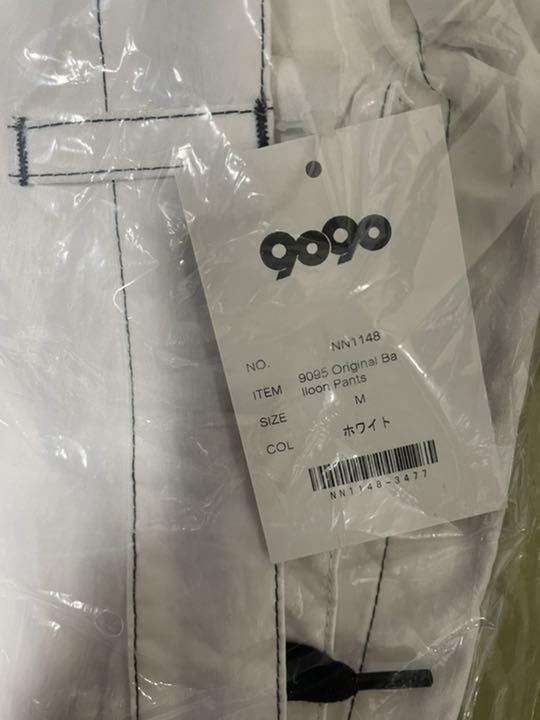 9090
NO. NN1148
ITEM 9095 Original Ba
lloon Pants
SIZE M
COL ホワイト
NN1148-3477